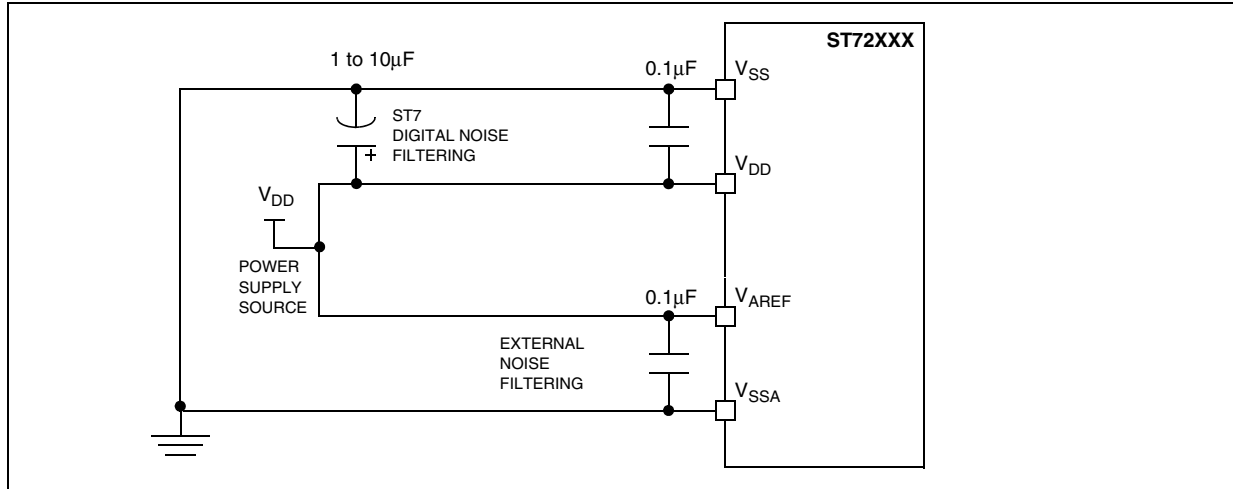 ST72XXX
1 to 10μF
0.1μF
VSS
ST7
DIGITAL NOISE
FILTERING
+
VDD
VDD
POWER
SUPPLY
SOURCE
0.1μF
VAREF
EXTERNAL
NOISE
FILTERING
VSSA